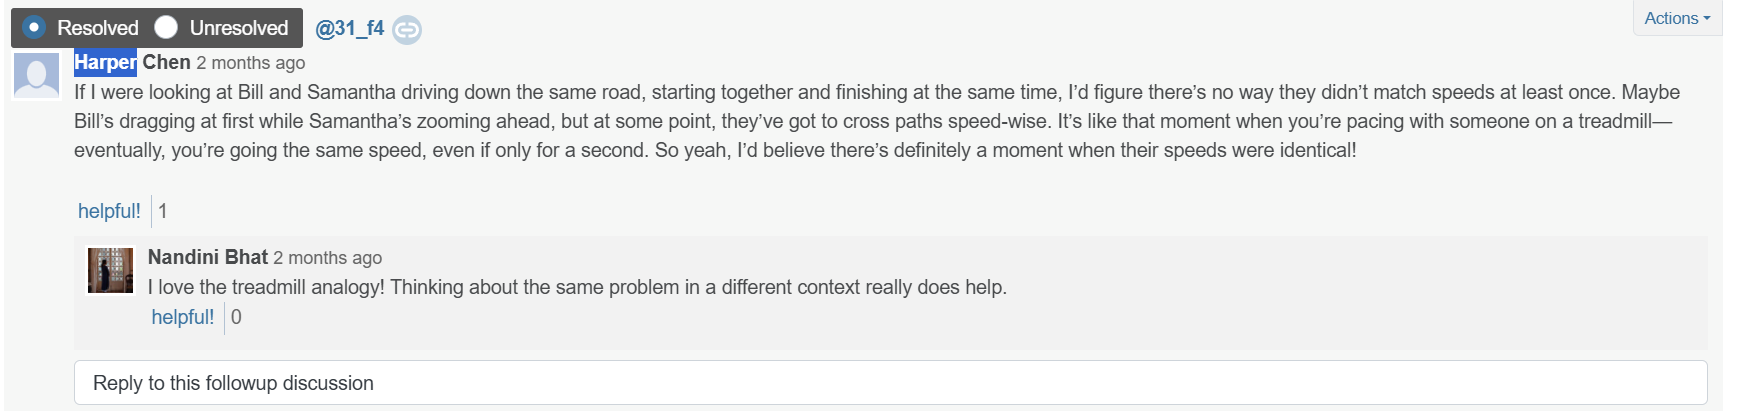 Resolved Unresolved @31_f4 Actions
Harper Chen 2 months ago
If I were looking at Bill and Samantha driving down the same road, starting together and finishing at the same time, I’d figure there’s no way they didn’t match speeds at least once. Maybe
Bill’s dragging at first while Samantha’s zooming ahead, but at some point, they’ve got to cross paths speed-wise. It’s like that moment when you’re pacing with someone on a treadmill—
eventually, you’re going the same speed, even if only for a second. So yeah, I’d believe there’s definitely a moment when their speeds were identical!
helpful! 1
Nandini Bhat 2 months ago
I love the treadmill analogy! Thinking about the same problem in a different context really does help.
helpful! 0
Reply to this followup discussion